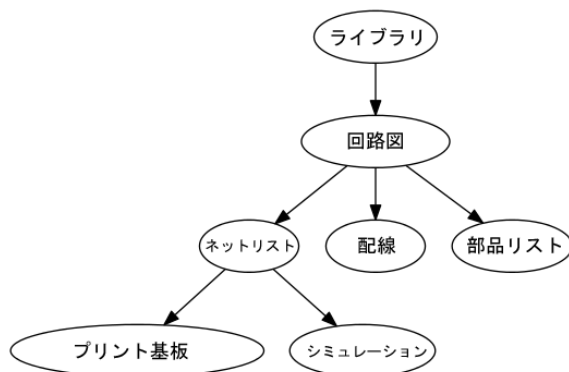 ライブラリ
回路図
ネットリスト
配線
部品リスト
プリント基板
シミュレーション